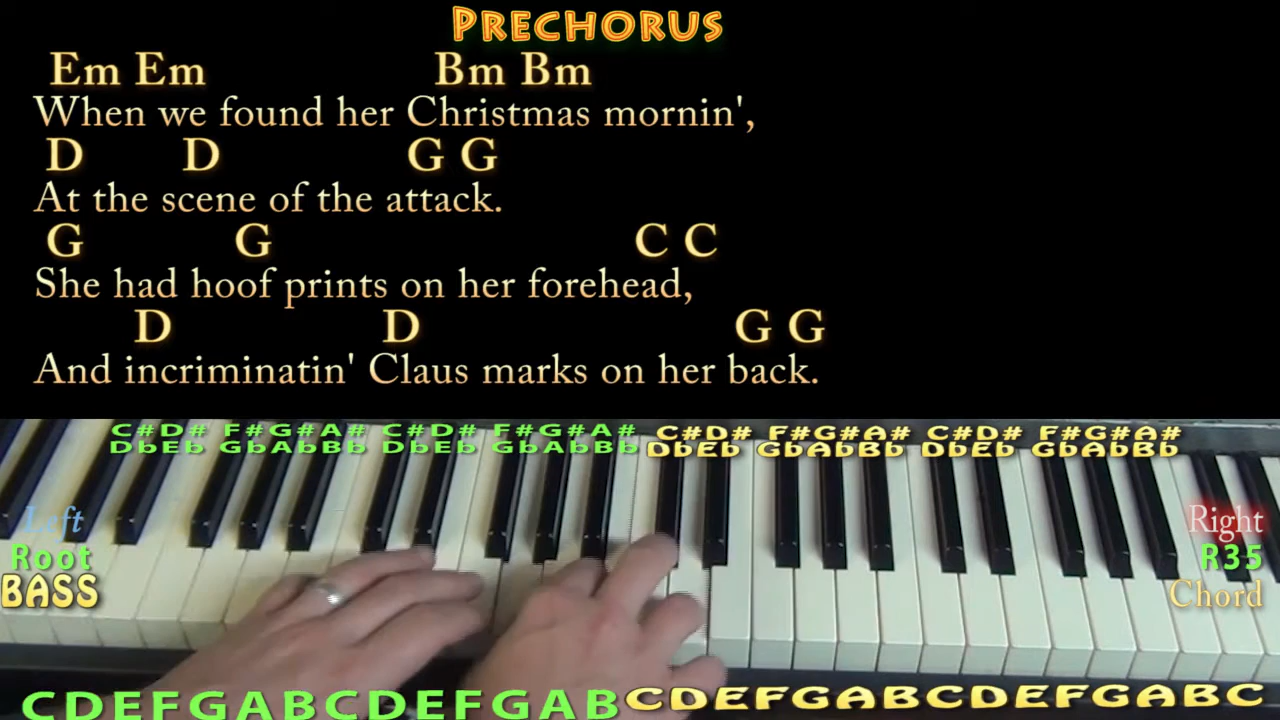 PRECHORUS
Em Em Bm Bm
When we found her Christmas mornin',
D D G G
At the scene of the attack.
G G C C
She had hoof prints on her forehead,
D D G G
And incriminatin' Claus marks on her back.
C#D# F#G#A# C#D# F#G#A# C#D# F#G#A# C#D# F#G#A#
DbEb GbAbBb DbEb GbAbBb DbEb GbAbBb DbEb GbAbBb
Left
Root
BASS
Right
R35
Chord
CDEFGABCDEFGABCDEFGABCDEFGABC